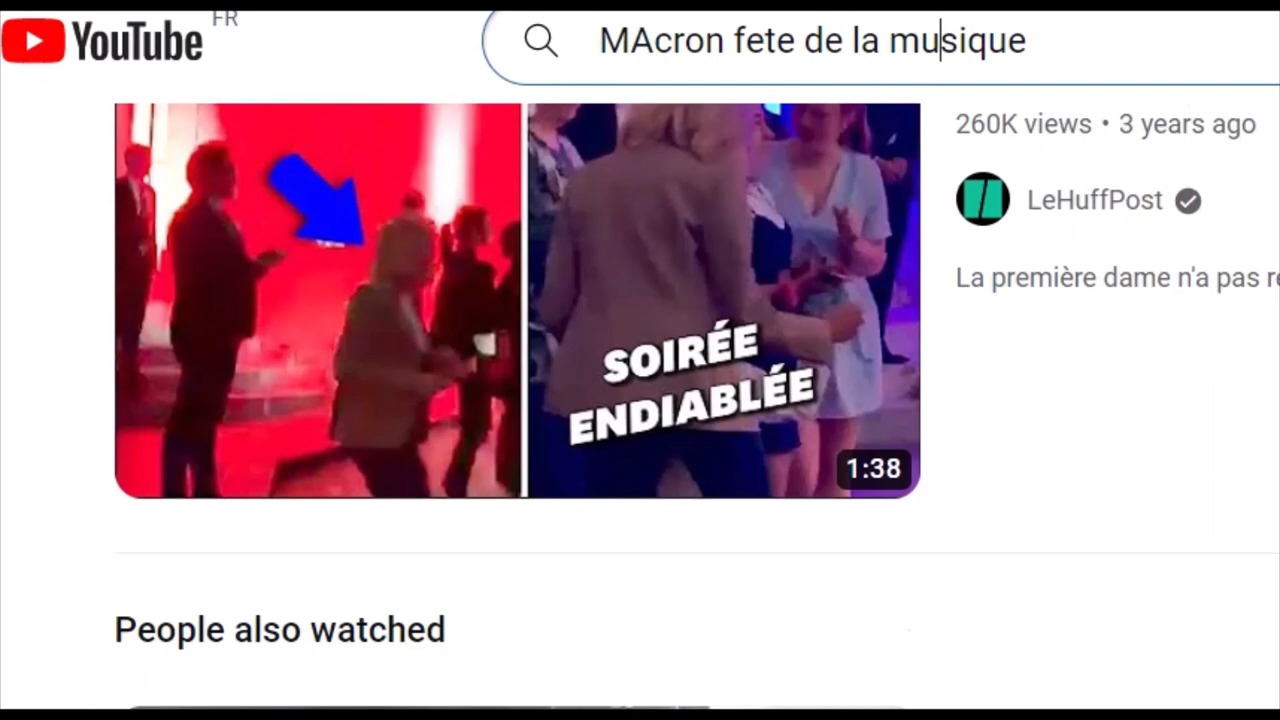 YouTube FR
MAcron fete de la musique
260K views • 3 years ago
LeHuffPost
La première dame n'a pas
SOIRÉE
ENDIABLÉE
1:38
People also watched